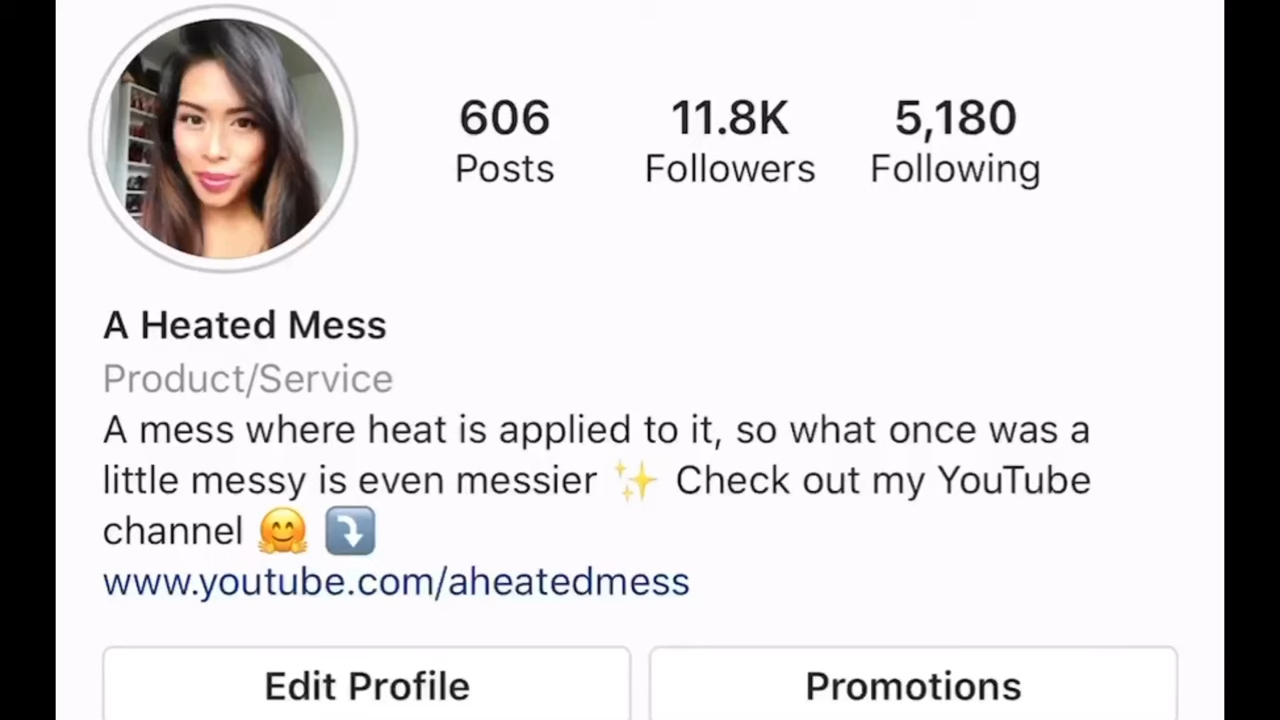 606 11.8K 5,180
Posts Followers Following
A Heated Mess
Product/Service
A mess where heat is applied to it, so what once was a
little messy is even messier ✨ Check out my YouTube
channel 🤗 ⤵️
www.youtube.com/aheatedmess
Edit Profile Promotions